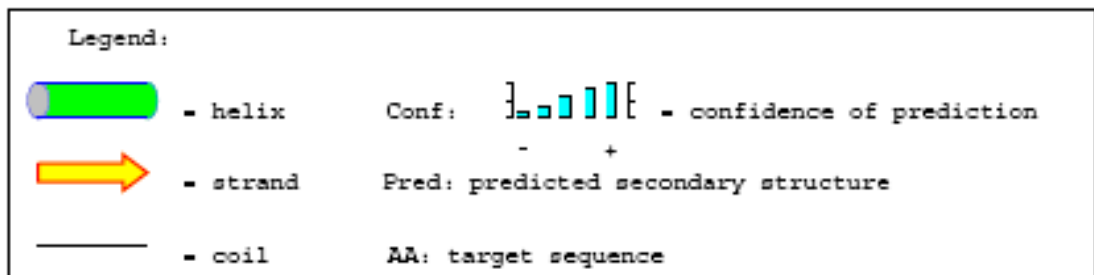 Legend:
- helix Conf: - confidence of prediction
- +
- strand Pred: predicted secondary structure
- coil AA: target sequence